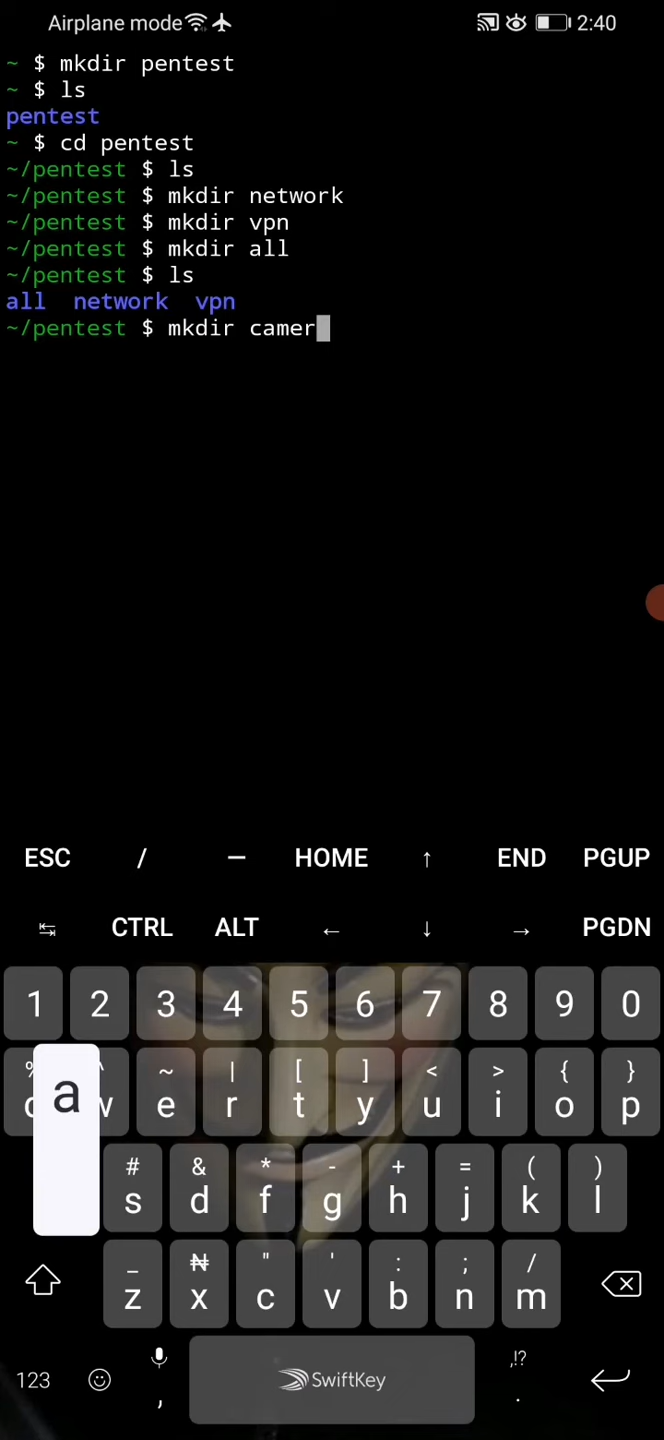 Airplane mode 2:40
~ $ mkdir pentest
~ $ ls
pentest
~ $ cd pentest
~/pentest $ ls
~/pentest $ mkdir network
~/pentest $ mkdir vpn
~/pentest $ mkdir all
~/pentest $ ls
all network vpn
~/pentest $ mkdir camer
ESC / — HOME ↑ END PGUP
↹ CTRL ALT ← ↓ → PGDN
1 2 3 4 5 6 7 8 9 0
~ | [ ] < > { }
a w e r t y u i o p
# & * - + = ( )
s d f g h j k l
_ ₦ " ' : ; /
z x c v b n m
123 , SwiftKey ,!? .